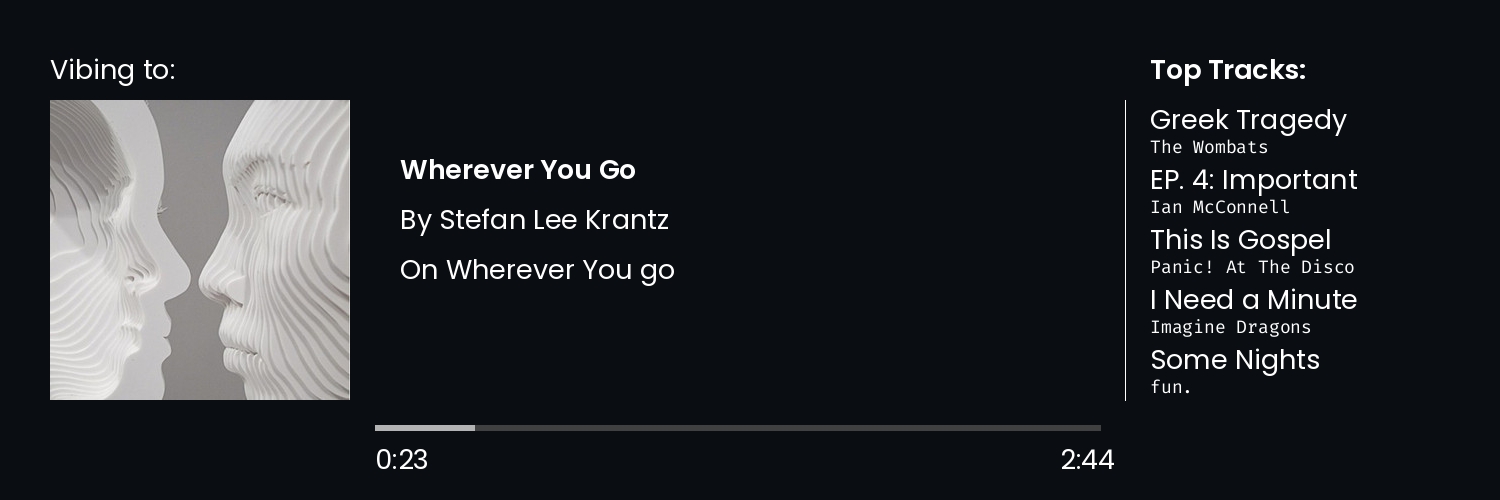 Vibing to:
Wherever You Go
By Stefan Lee Krantz
On Wherever You go
0:23
2:44
Top Tracks:
Greek Tragedy
The Wombats
EP. 4: Important
Ian McConnell
This Is Gospel
Panic! At The Disco
I Need a Minute
Imagine Dragons
Some Nights
fun.